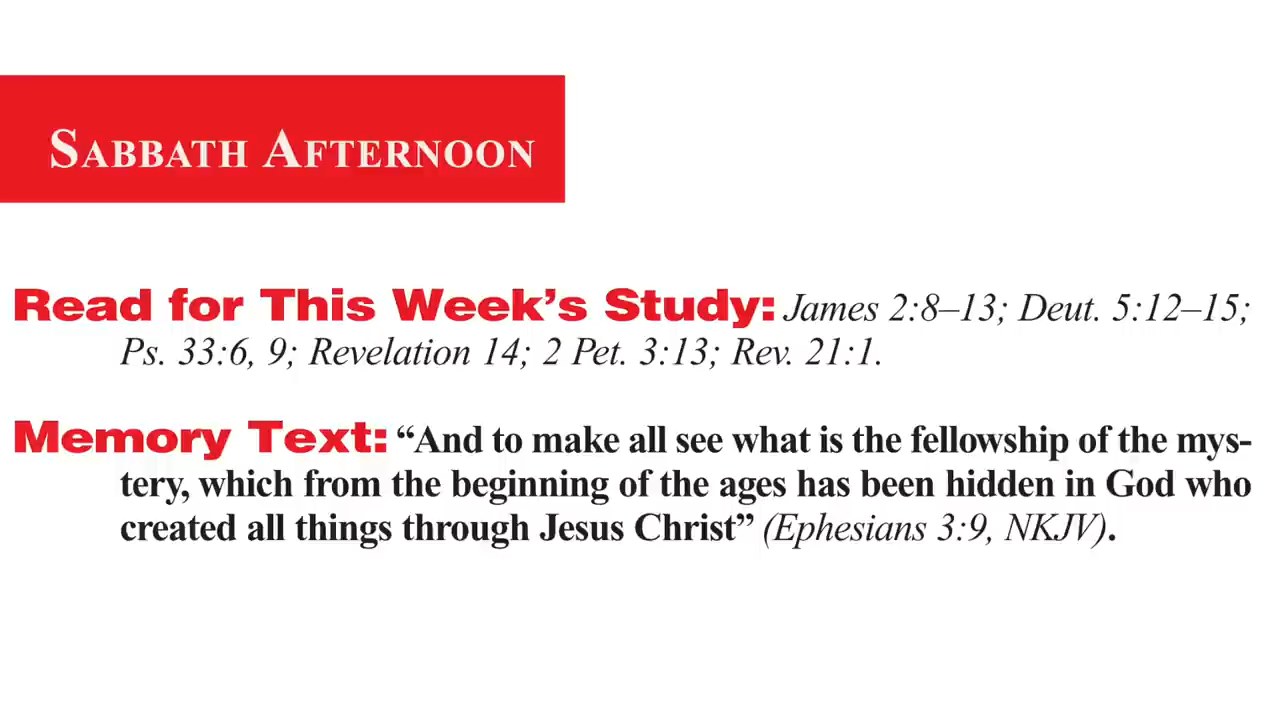 SABBATH AFTERNOON
Read for This Week’s Study: James 2:8–13; Deut. 5:12–15;
Ps. 33:6, 9; Revelation 14; 2 Pet. 3:13; Rev. 21:1.
Memory Text: “And to make all see what is the fellowship of the mys-
tery, which from the beginning of the ages has been hidden in God who
created all things through Jesus Christ” (Ephesians 3:9, NKJV).